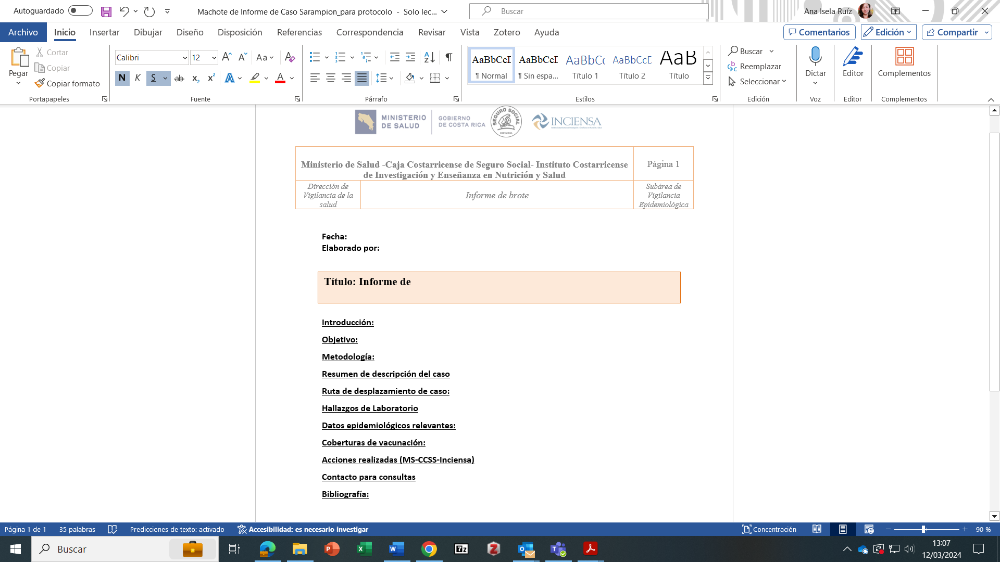 Autoguardado
Machote de Informe de Caso Sarampion_para protocolo - Solo lec...
Buscar
Ana Isela Ruíz
Archivo Inicio Insertar Dibujar Diseño Disposición Referencias Correspondencia Revisar Vista Zotero Ayuda
Comentarios Edición Compartir
Pegar
Cortar
Copiar
Copiar formato
Portapapeles
Calibri 12
Fuente
Párrafo
AaBbCcI AaBbCcI AaBbCc AaBbCcD AaB
¶ Normal ¶ Sin espa... Título 1 Título 2 Título
Estilos
Buscar
Reemplazar
Seleccionar
Edición
Dictar
Voz
Editor
Editor
Complementos
Complementos
MINISTERIO DE SALUD
GOBIERNO DE COSTA RICA
SEGURO SOCIAL
COSTA RICA
INCIENSA
Ministerio de Salud -Caja Costarricense de Seguro Social- Instituto Costarricense
de Investigación y Enseñanza en Nutrición y Salud
Página 1
Dirección de
Vigilancia de la
salud
Informe de brote
Subárea de
Vigilancia
Epidemiológica
Fecha:
Elaborado por:
Título: Informe de
Introducción:
Objetivo:
Metodología:
Resumen de descripción del caso
Ruta de desplazamiento de caso:
Hallazgos de Laboratorio
Datos epidemiológicos relevantes:
Coberturas de vacunación:
Acciones realizadas (MS-CCSS-Inciensa)
Contacto para consultas
Bibliografía:
Página 1 de 1 35 palabras Predicciones de texto: activado Accesibilidad: es necesario investigar
Concentración 90 %
Buscar
13:07
12/03/2024